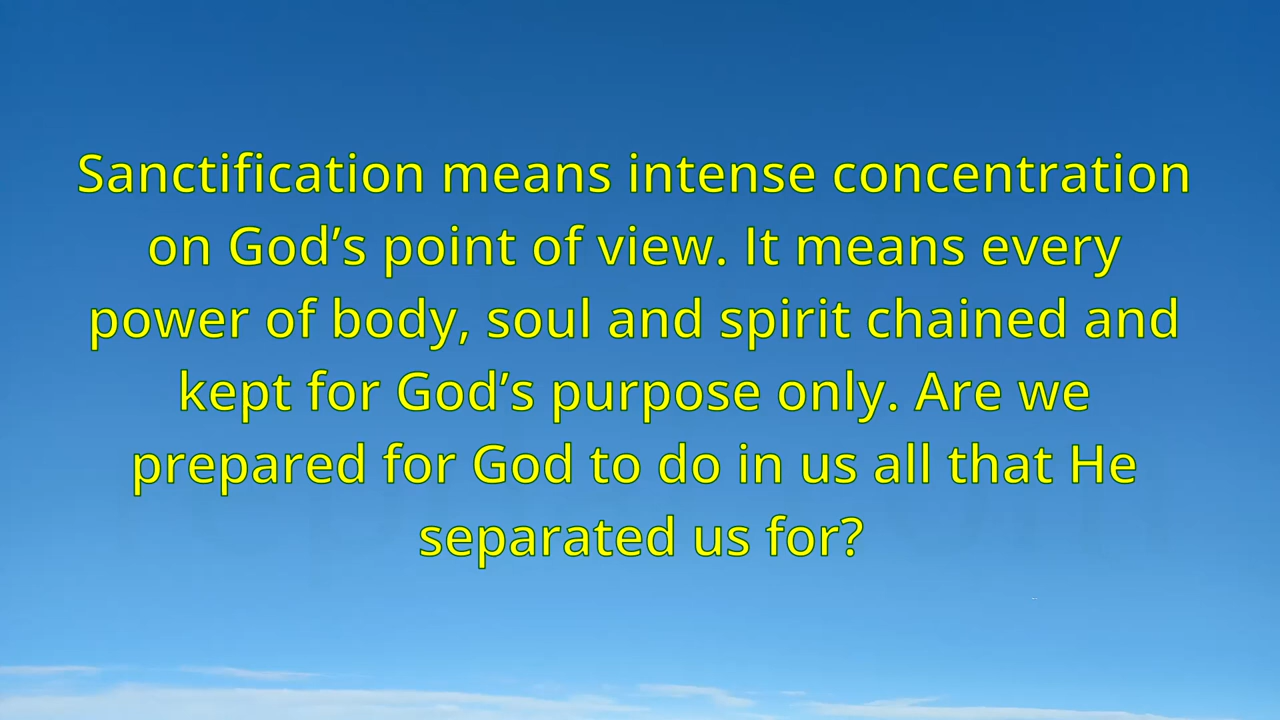 Sanctification means intense concentration
on God’s point of view. It means every
power of body, soul and spirit chained and
kept for God’s purpose only. Are we
prepared for God to do in us all that He
separated us for?